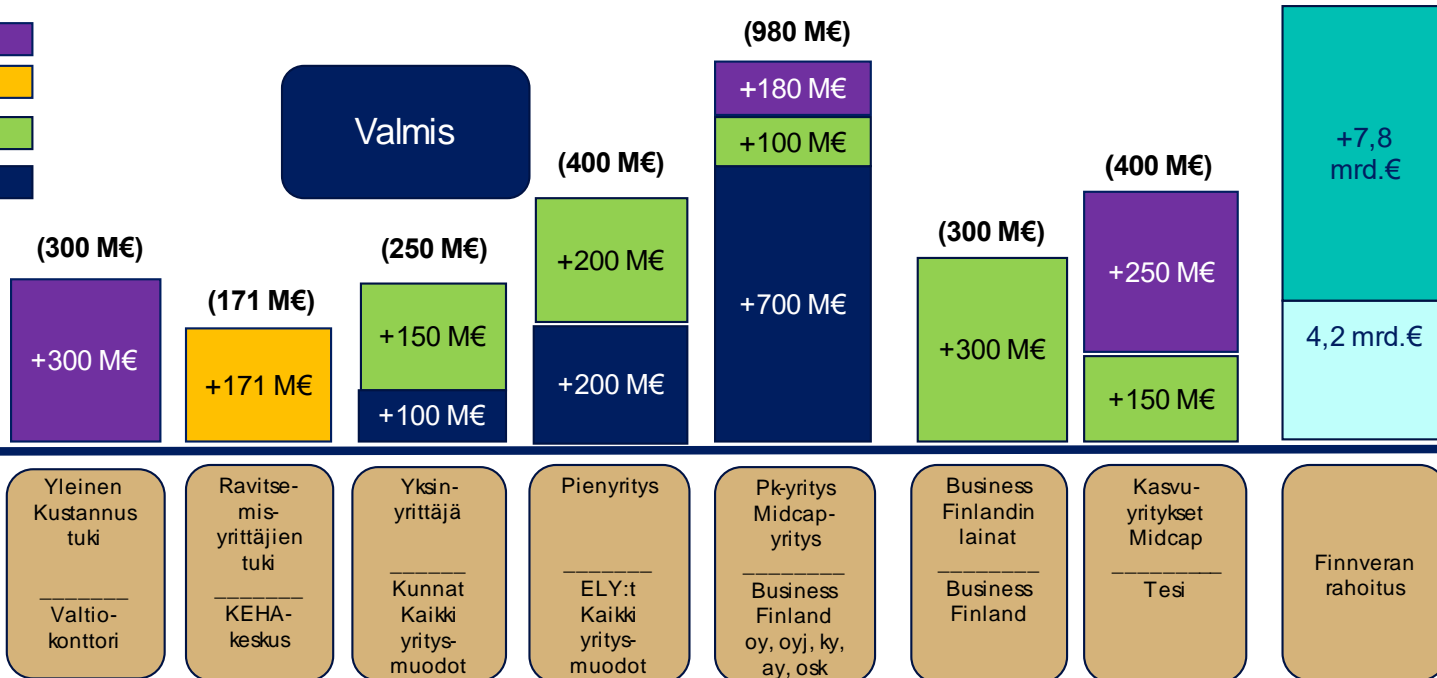 (980 M€)
+180 M€
+100 M€
+700 M€
Valmis
(400 M€)
+200 M€
+200 M€
(400 M€)
+250 M€
+150 M€
+7,8
mrd.€
4,2 mrd.€
(300 M€)
+300 M€
(171 M€)
+171 M€
(250 M€)
+150 M€
+100 M€
(300 M€)
+300 M€
Yleinen
Kustannus
tuki
_______
Valtio-
konttori
Ravitse-
mis-
yrittäjien
tuki
_______
KEHA-
keskus
Yksin-
yrittäjä
______
Kunnat
Kaikki
yritys-
muodot
Pienyritys
_______
ELY:t
Kaikki
yritys-
muodot
Pk-yritys
Midcap-
yritys
________
Business
Finland
oy, oyj, ky,
ay, osk
Business
Finlandin
lainat
________
Business
Finland
Kasvu-
yritykset
Midcap
_________
Tesi
Finnveran
rahoitus